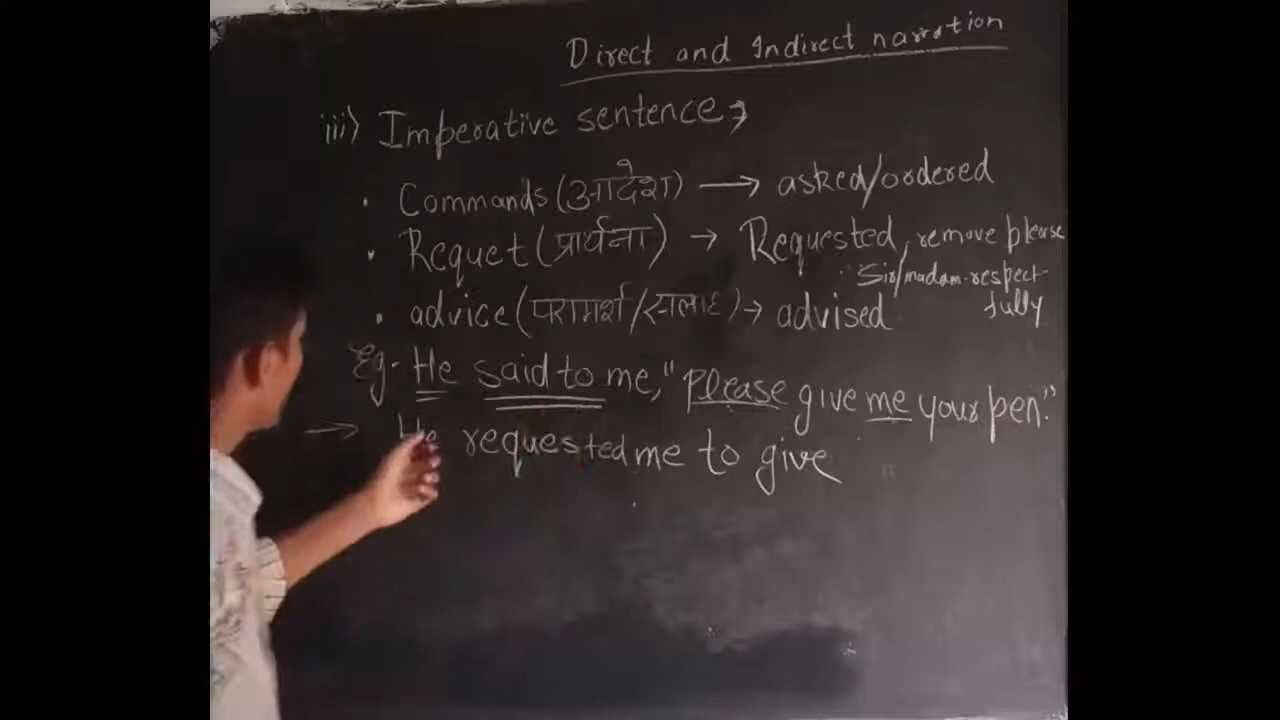 Direct and Indirect narration
iii) Imperative sentence→
• Commands (आदेश) → asked/ordered
• Requet (प्रार्थना) → Requested, remove please
Sir/madam-respect-
fully
• advice (परामर्श/सलाह) → advised
Eg- He said to me, "please give me your pen."
→ He requested me to give